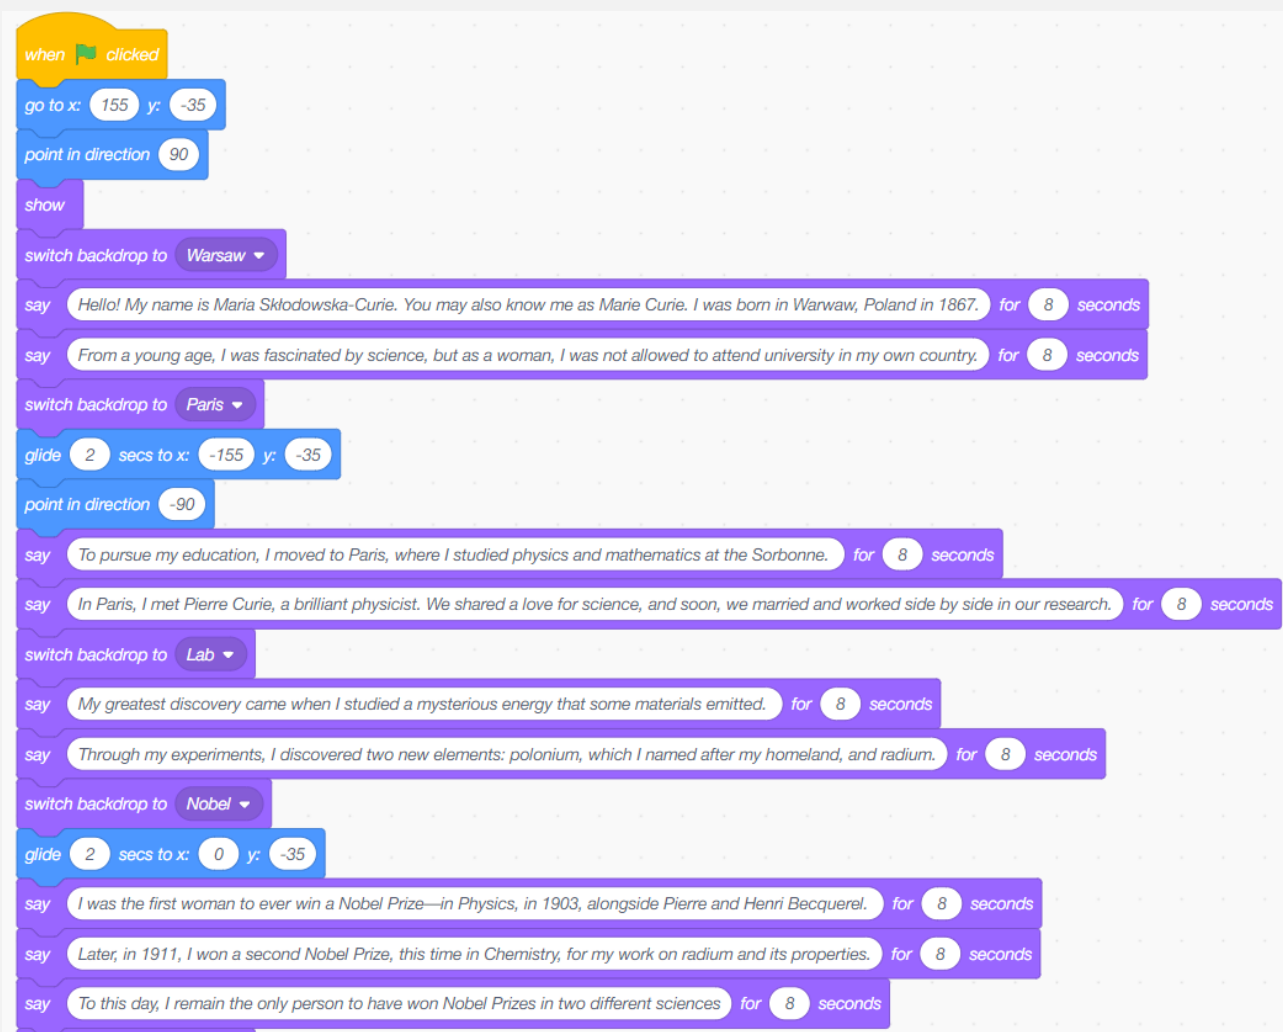 when clicked
go to x: 155 y: -35
point in direction 90
show
switch backdrop to Warsaw
say Hello! My name is Maria Skłodowska-Curie. You may also know me as Marie Curie. I was born in Warwaw, Poland in 1867. for 8 seconds
say From a young age, I was fascinated by science, but as a woman, I was not allowed to attend university in my own country. for 8 seconds
switch backdrop to Paris
glide 2 secs to x: -155 y: -35
point in direction -90
say To pursue my education, I moved to Paris, where I studied physics and mathematics at the Sorbonne. for 8 seconds
say In Paris, I met Pierre Curie, a brilliant physicist. We shared a love for science, and soon, we married and worked side by side in our research. for 8 seconds
switch backdrop to Lab
say My greatest discovery came when I studied a mysterious energy that some materials emitted. for 8 seconds
say Through my experiments, I discovered two new elements: polonium, which I named after my homeland, and radium. for 8 seconds
switch backdrop to Nobel
glide 2 secs to x: 0 y: -35
say I was the first woman to ever win a Nobel Prize—in Physics, in 1903, alongside Pierre and Henri Becquerel. for 8 seconds
say Later, in 1911, I won a second Nobel Prize, this time in Chemistry, for my work on radium and its properties. for 8 seconds
say To this day, I remain the only person to have won Nobel Prizes in two different sciences for 8 seconds